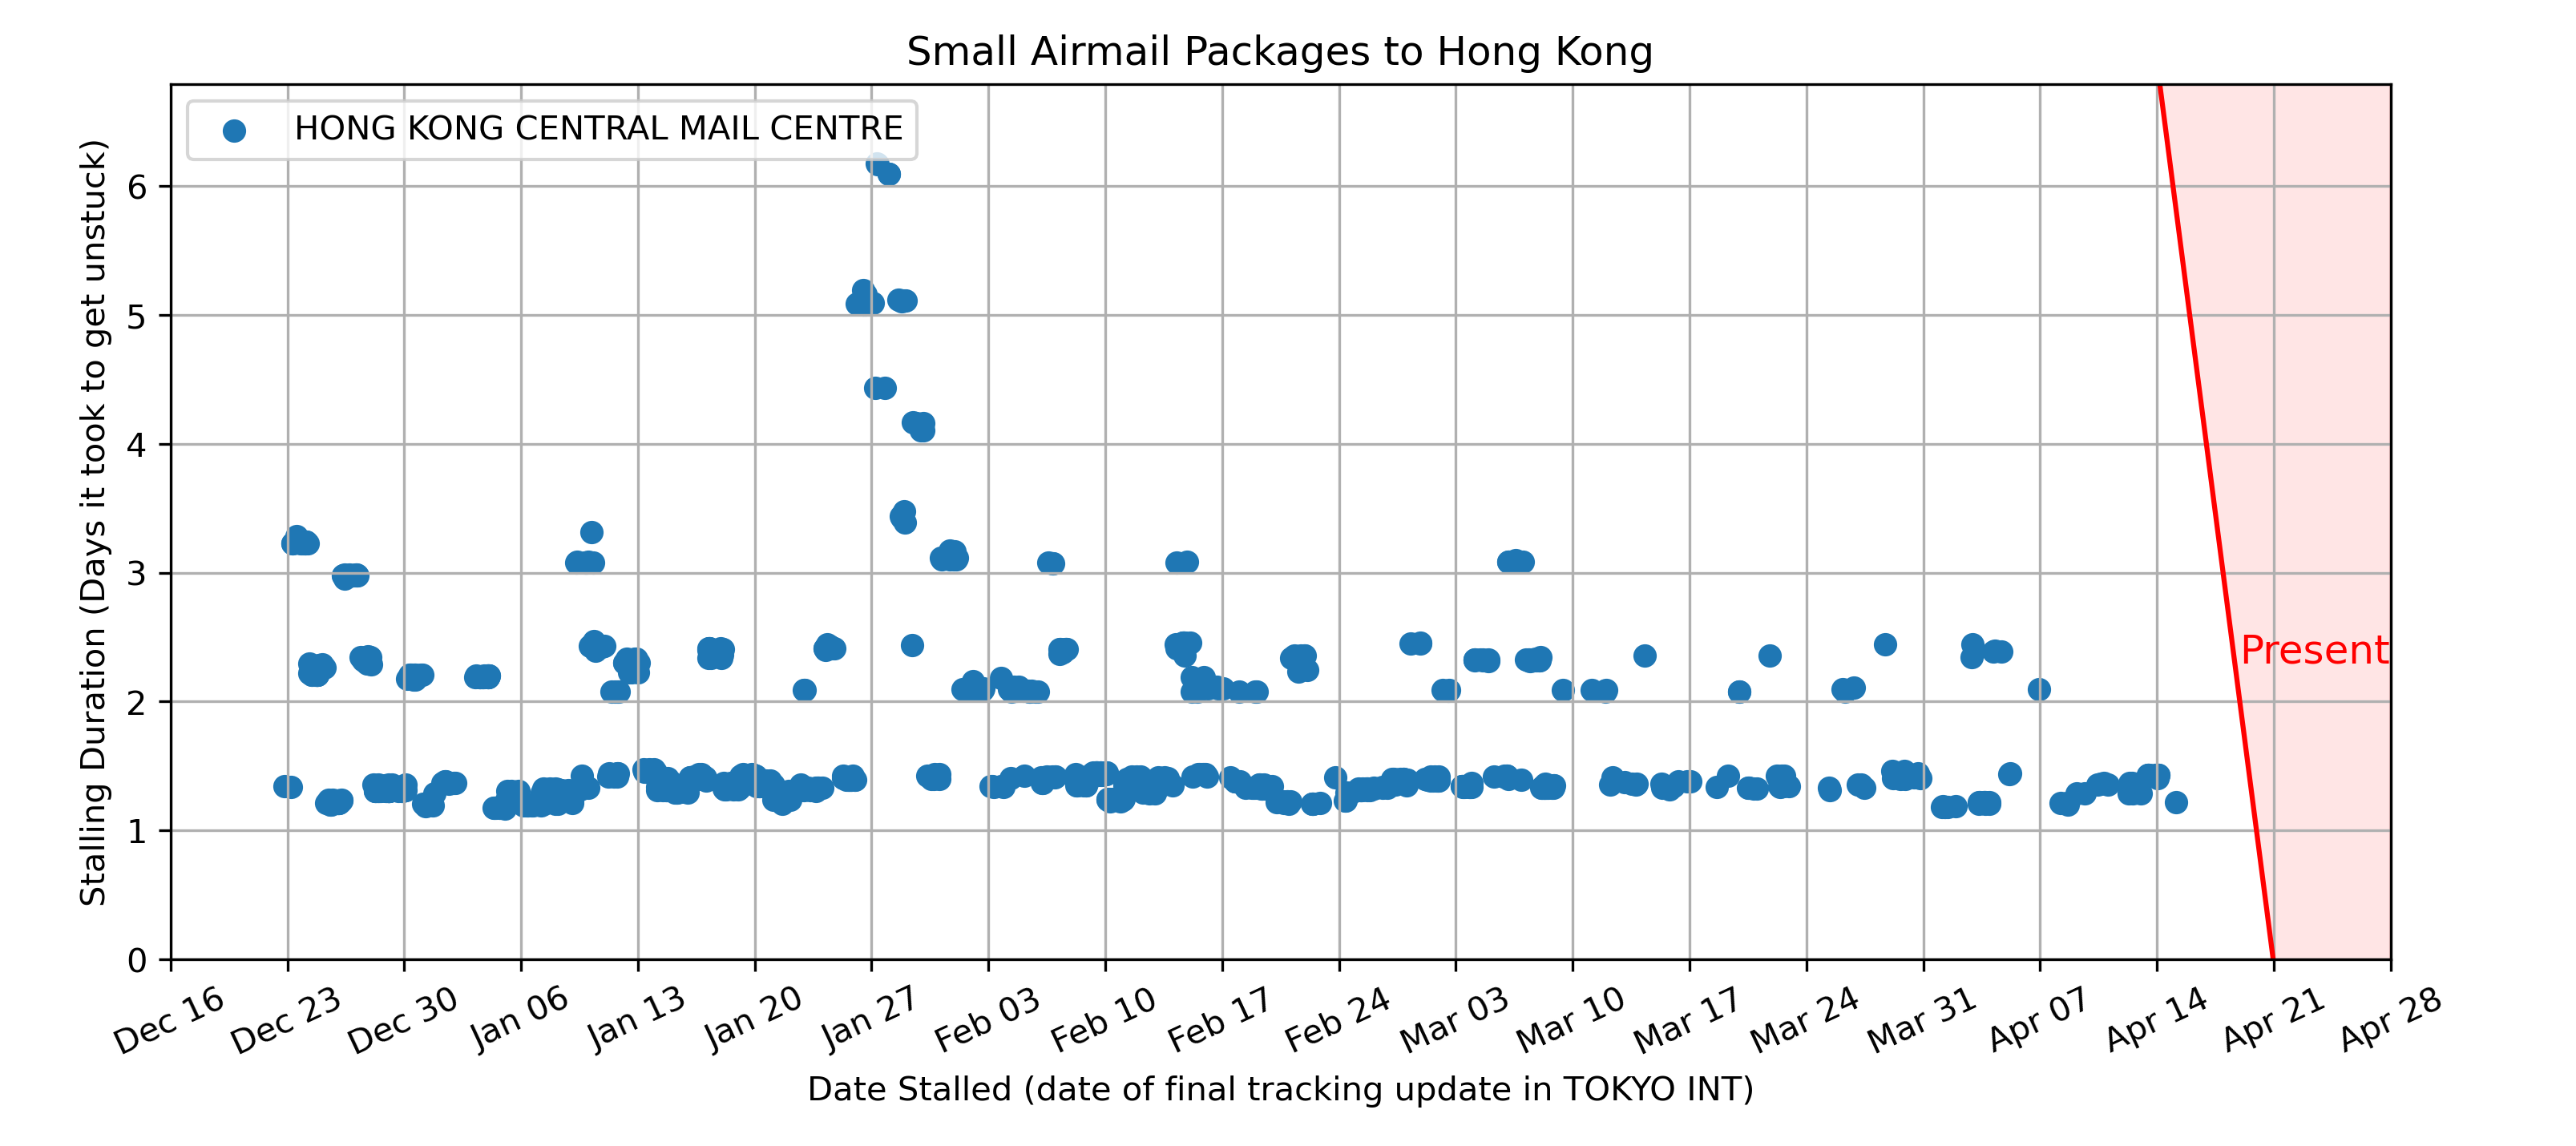 Small Airmail Packages to Hong Kong
HONG KONG CENTRAL MAIL CENTRE
Stalling Duration (Days it took to get unstuck)
6
5
4
3
2
1
0
Present
Dec 16
Dec 23
Dec 30
Jan 06
Jan 13
Jan 20
Jan 27
Feb 03
Feb 10
Feb 17
Feb 24
Mar 03
Mar 10
Mar 17
Mar 24
Mar 31
Apr 07
Apr 14
Apr 21
Apr 28
Date Stalled (date of final tracking update in TOKYO INT)